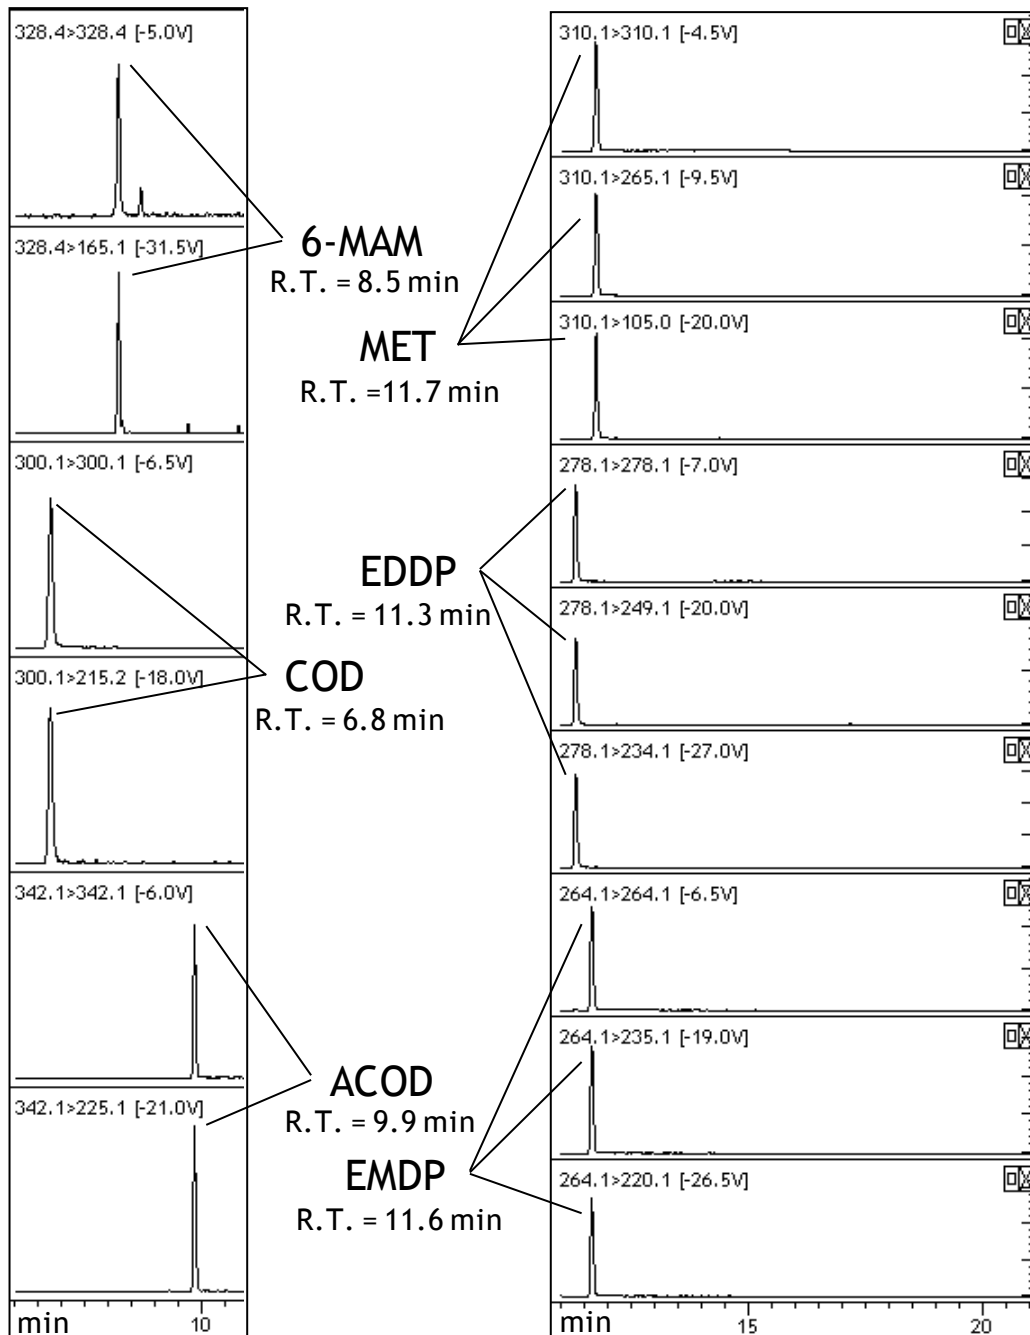 328.4>328.4 [-5.0V]
328.4>165.1 [-31.5V]
6-MAM
R.T. = 8.5 min
300.1>300.1 [-6.5V]
300.1>215.2 [-18.0V]
COD
R.T. = 6.8 min
342.1>342.1 [-6.0V]
342.1>225.1 [-21.0V]
ACOD
R.T. = 9.9 min
min
10
310.1>310.1 [-4.5V]
310.1>265.1 [-9.5V]
310.1>105.0 [-20.0V]
MET
R.T. =11.7 min
278.1>278.1 [-7.0V]
278.1>249.1 [-20.0V]
278.1>234.1 [-27.0V]
EDDP
R.T. = 11.3 min
264.1>264.1 [-6.5V]
264.1>235.1 [-19.0V]
264.1>220.1 [-26.5V]
EMDP
R.T. = 11.6 min
min
15
20